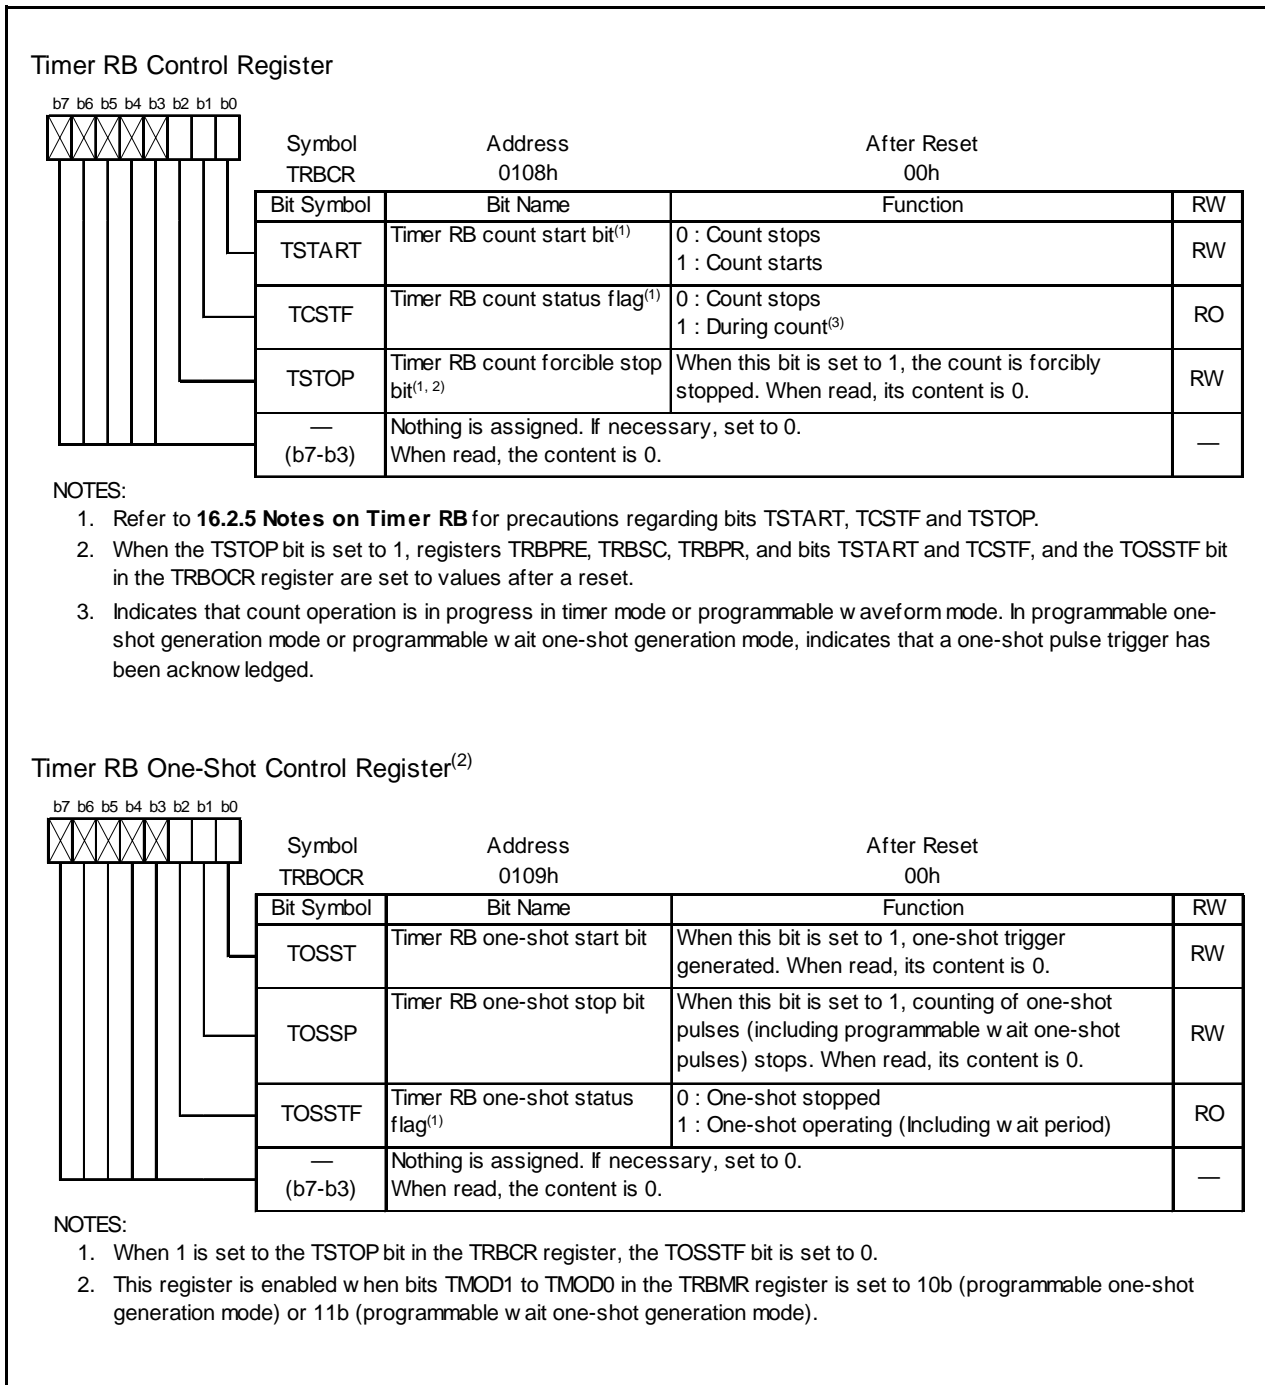 Timer RB Control Register
b7 b6 b5 b4 b3 b2 b1 b0
Symbol Address After Reset
TRBCR 0108h 00h
Bit Symbol Bit Name Function RW
TSTART Timer RB count start bit(1) 0 : Count stops
1 : Count starts RW
TCSTF Timer RB count status flag(1) 0 : Count stops
1 : During count(3) RO
TSTOP Timer RB count forcible stop
bit(1, 2) When this bit is set to 1, the count is forcibly
stopped. When read, its content is 0. RW
—
(b7-b3) Nothing is assigned. If necessary, set to 0.
When read, the content is 0. —
NOTES:
1. Refer to 16.2.5 Notes on Timer RB for precautions regarding bits TSTART, TCSTF and TSTOP.
2. When the TSTOP bit is set to 1, registers TRBPRE, TRBSC, TRBPR, and bits TSTART and TCSTF, and the TOSSTF bit
in the TRBOCR register are set to values after a reset.
3. Indicates that count operation is in progress in timer mode or programmable waveform mode. In programmable one-
shot generation mode or programmable wait one-shot generation mode, indicates that a one-shot pulse trigger has
been acknowledged.
Timer RB One-Shot Control Register(2)
b7 b6 b5 b4 b3 b2 b1 b0
Symbol Address After Reset
TRBOCR 0109h 00h
Bit Symbol Bit Name Function RW
TOSST Timer RB one-shot start bit When this bit is set to 1, one-shot trigger
generated. When read, its content is 0. RW
TOSSP Timer RB one-shot stop bit When this bit is set to 1, counting of one-shot
pulses (including programmable wait one-shot
pulses) stops. When read, its content is 0. RW
TOSSTF Timer RB one-shot status
flag(1) 0 : One-shot stopped
1 : One-shot operating (Including wait period) RO
—
(b7-b3) Nothing is assigned. If necessary, set to 0.
When read, the content is 0. —
NOTES:
1. When 1 is set to the TSTOP bit in the TRBCR register, the TOSSTF bit is set to 0.
2. This register is enabled when bits TMOD1 to TMOD0 in the TRBMR register is set to 10b (programmable one-shot
generation mode) or 11b (programmable wait one-shot generation mode).